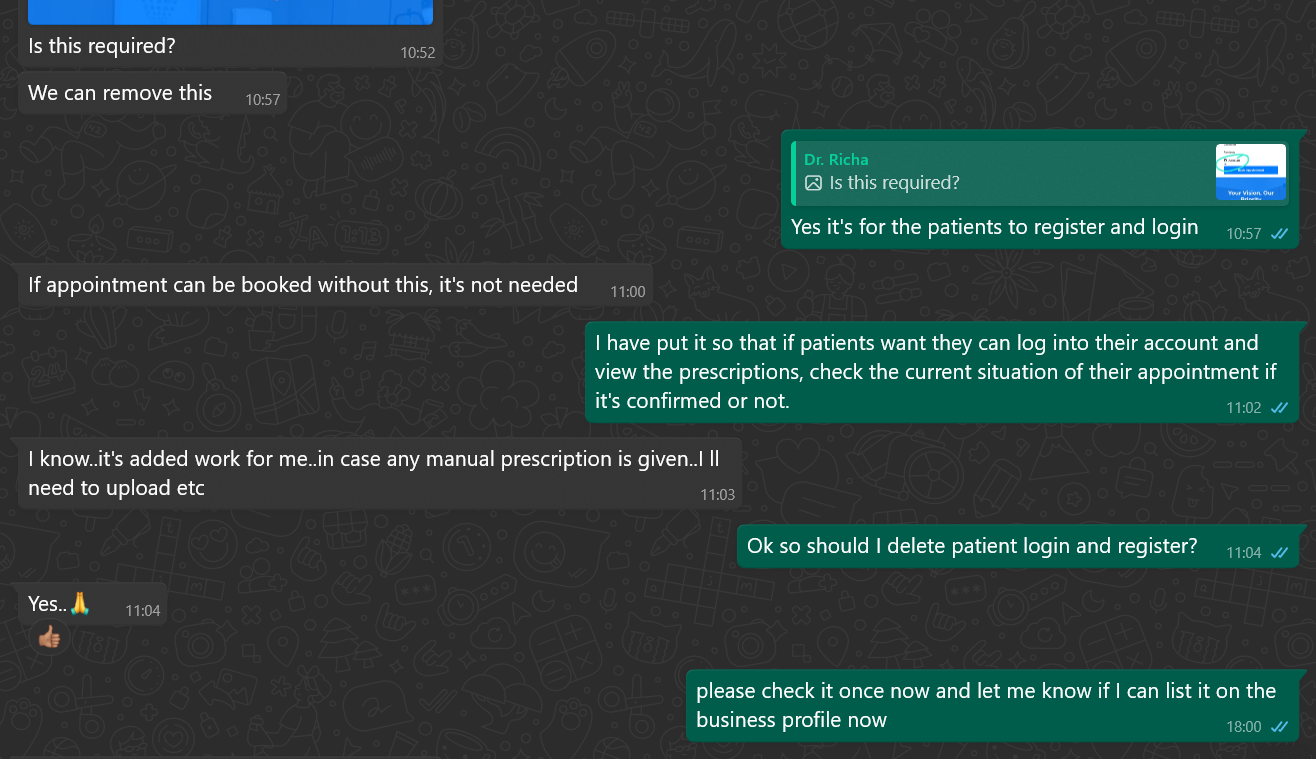 Is this required?
10:52
We can remove this
10:57
Dr. Richa
Is this required?
Your Vision, Our
Priority
Yes it's for the patients to register and login
10:57
If appointment can be booked without this, it's not needed
11:00
I have put it so that if patients want they can log into their account and
view the prescriptions, check the current situation of their appointment if
it's confirmed or not.
11:02
I know..it's added work for me..in case any manual prescription is given..I ll
need to upload etc
11:03
Ok so should I delete patient login and register?
11:04
Yes..🙏
11:04
👍🏽
please check it once now and let me know if I can list it on the
business profile now
18:00